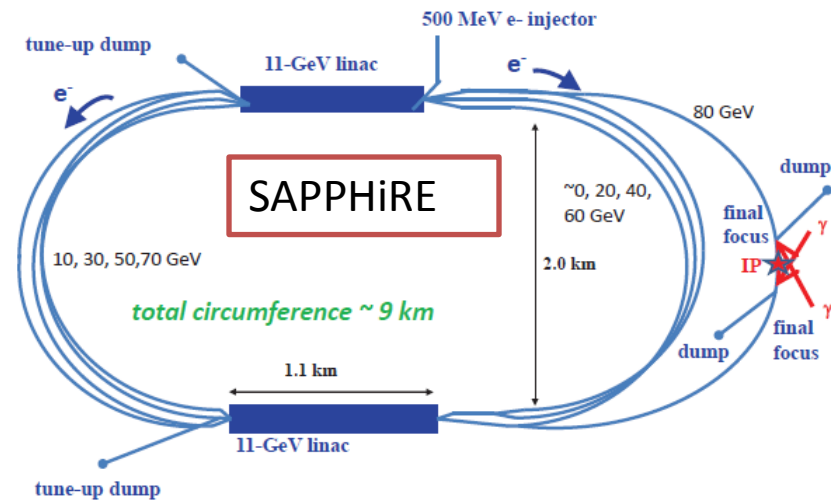 500 MeV e- injector
tune-up dump
11-GeV linac
e-
e-
80 GeV
dump
SAPPHiRE
~0, 20, 40,
60 GeV
final
focus
γ
10, 30, 50,70 GeV
2.0 km
IP
total circumference ~ 9 km
γ
dump
final
focus
1.1 km
11-GeV linac
tune-up dump